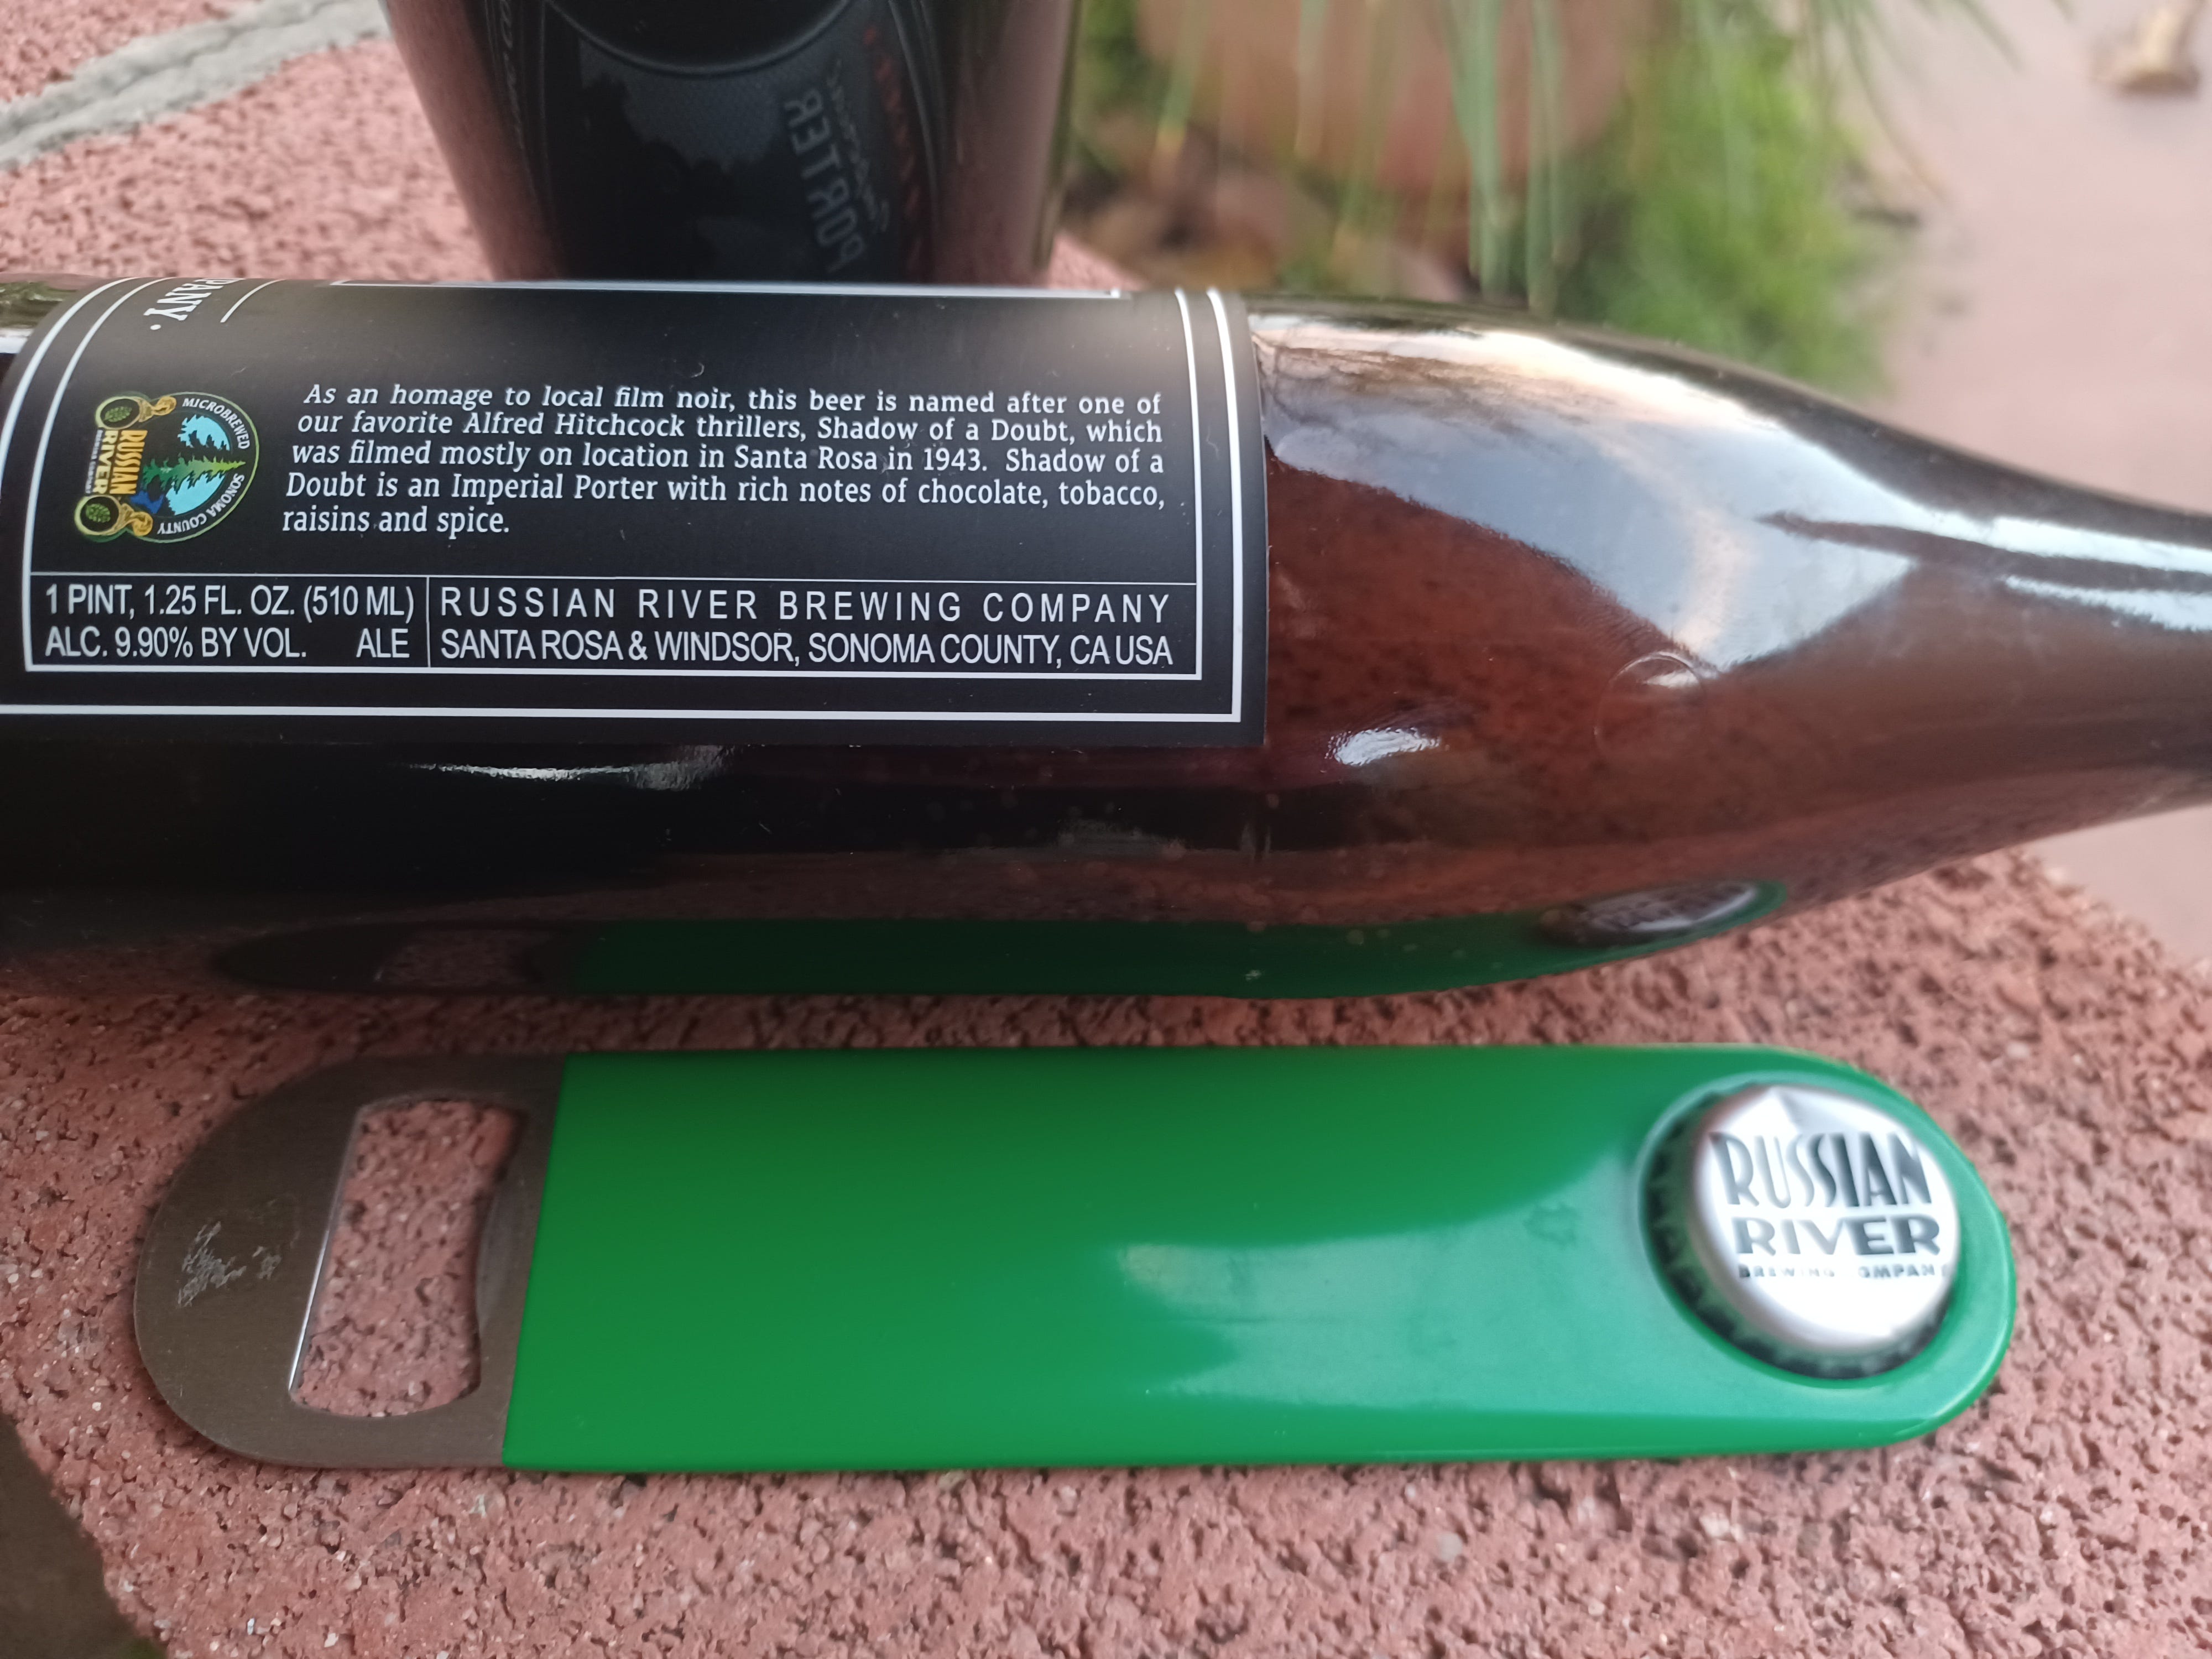 PORTER
PANY.
MICROBREWED
SONOMA COUNTY
RUSSIAN
RIVER
As an homage to local film noir, this beer is named after one of
our favorite Alfred Hitchcock thrillers, Shadow of a Doubt, which
was filmed mostly on location in Santa Rosa in 1943. Shadow of a
Doubt is an Imperial Porter with rich notes of chocolate, tobacco,
raisins and spice.
1 PINT, 1.25 FL. OZ. (510 ML)
ALC. 9.90% BY VOL. ALE
RUSSIAN RIVER BREWING COMPANY
SANTA ROSA & WINDSOR, SONOMA COUNTY, CA USA
RUSSIAN
RIVER
BREWING COMPANY